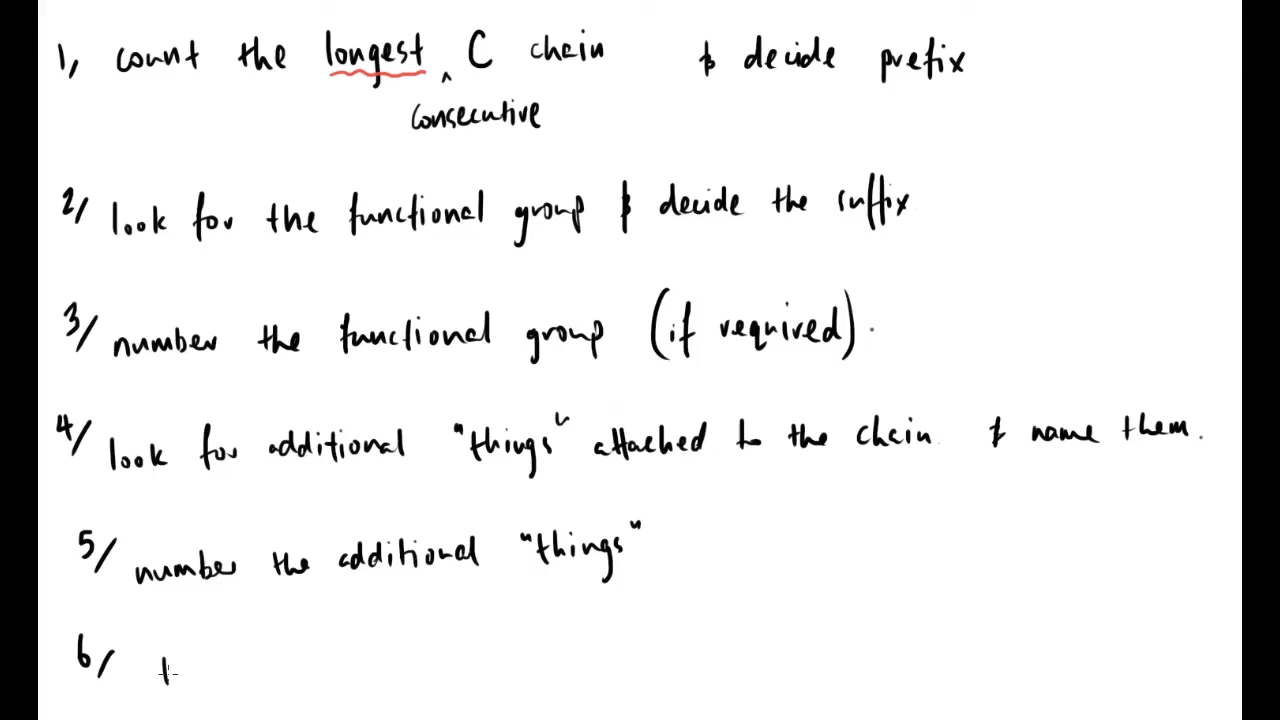 1, count the longest ^ C chain & decide prefix
consecutive
2/ look for the functional group & decide the suffix
3/ number the functional group (if required).
4/ look for additional "things" attached to the chain & name them.
5/ number the additional "things"
6/